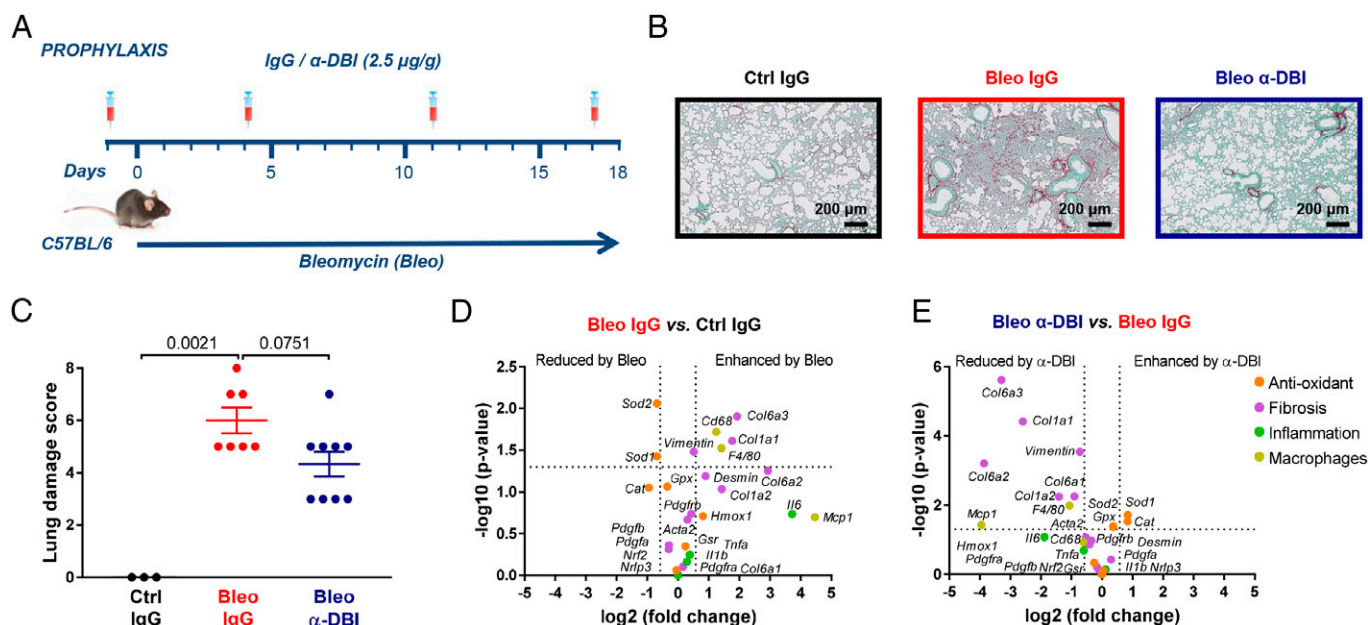 A
PROPHYLAXIS
IgG / α-DBI (2.5 µg/g)
Days 0 5 10 15 18
C57BL/6
Bleomycin (Bleo)
B
Ctrl IgG
Bleo IgG
Bleo α-DBI
200 µm
200 µm
200 µm
C
0.0021 0.0751
Lung damage score
8
6
4
2
0
Ctrl IgG
Bleo IgG
Bleo α-DBI
D
Bleo IgG vs. Ctrl IgG
Reduced by Bleo
Enhanced by Bleo
-log10 (p-value)
2.5
2.0
1.5
1.0
0.5
0.0
Sod2
Col6a3
Cd68
Vimentin
Col1a1
Sod1
F4/80
Gpx
Desmin
Col6a2
Cat
Col1a2
Il6
Pdgfrb
Hmox1
Mcp1
Acta2
Pdgfb
Gsr
Tnfa
Pdgfa
Nrf2
Il1b
Nrlp3
Pdgfra
Col6a1
-5 -4 -3 -2 -1 0 1 2 3 4 5
log2 (fold change)
E
Bleo α-DBI vs. Bleo IgG
Reduced by α-DBI
Enhanced by α-DBI
-log10 (p-value)
6
4
2
0
Col6a3
Col1a1
Vimentin
Col6a2
Col6a1
Col1a2
Sod2
Sod1
F4/80
Gpx
Cat
Mcp1
Acta2
Il6
Cd68
Pdgfrb
Desmin
Hmox1
Tnfa
Pdgfa
Pdgfra
Pdgfb
Nrf2
Gsr
Il1b
Nrlp3
-5 -4 -3 -2 -1 0 1 2 3 4 5
log2 (fold change)
Anti-oxidant
Fibrosis
Inflammation
Macrophages